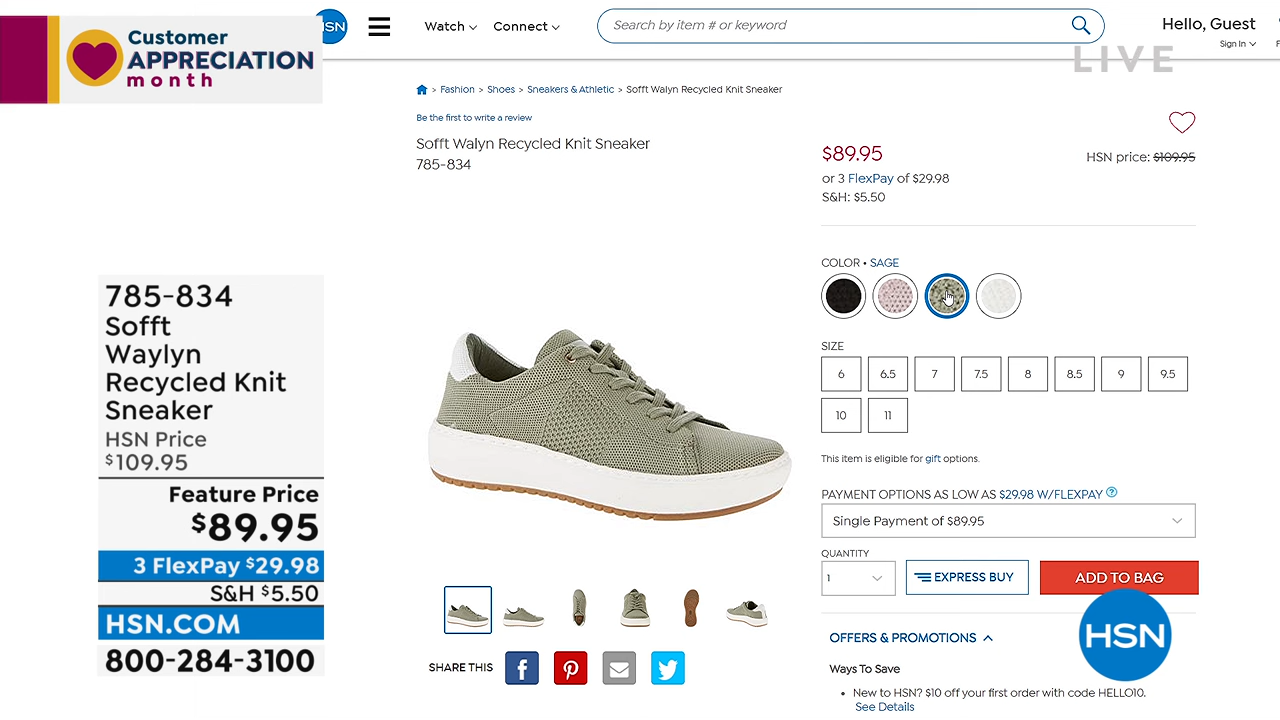 Customer
APPRECIATION
month
HSN
Watch
Connect
Search by item # or keyword
Hello, Guest
Sign In
LIVE
> Fashion > Shoes > Sneakers & Athletic > Sofft Walyn Recycled Knit Sneaker
Be the first to write a review
Sofft Walyn Recycled Knit Sneaker
785-834
$89.95
HSN price: $109.95
or 3 FlexPay of $29.98
S&H: $5.50
COLOR • SAGE
SIZE
6 6.5 7 7.5 8 8.5 9 9.5
10 11
This item is eligible for gift options.
PAYMENT OPTIONS AS LOW AS $29.98 W/FLEXPAY ?
Single Payment of $89.95
QUANTITY
1
EXPRESS BUY
ADD TO BAG
OFFERS & PROMOTIONS
Ways To Save
• New to HSN? $10 off your first order with code HELLO10.
See Details
SHARE THIS
785-834
Sofft
Waylyn
Recycled Knit
Sneaker
HSN Price
$109.95
Feature Price
$89.95
3 FlexPay $29.98
S&H $5.50
HSN.COM
800-284-3100
HSN